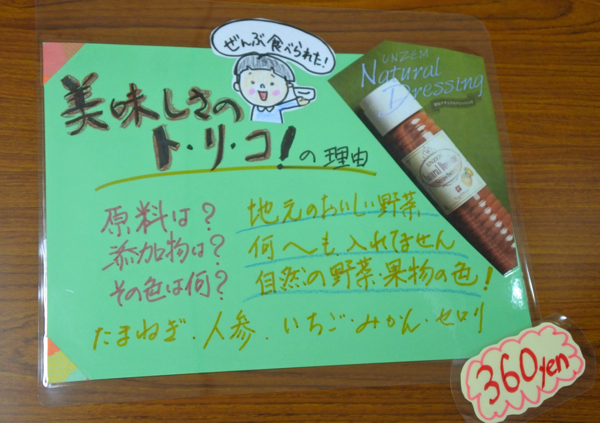 ぜんぶ食べられた!
美味しさの
ト・リ・コ!の理由
UNZEN
Natural
Dressing
原料は? 地元のおいしい野菜
添加物は? 何へも入れてません
その色は何? 自然の野菜・果物の色!
たまねぎ・人参・いちご・みかん・セロリ
360yen